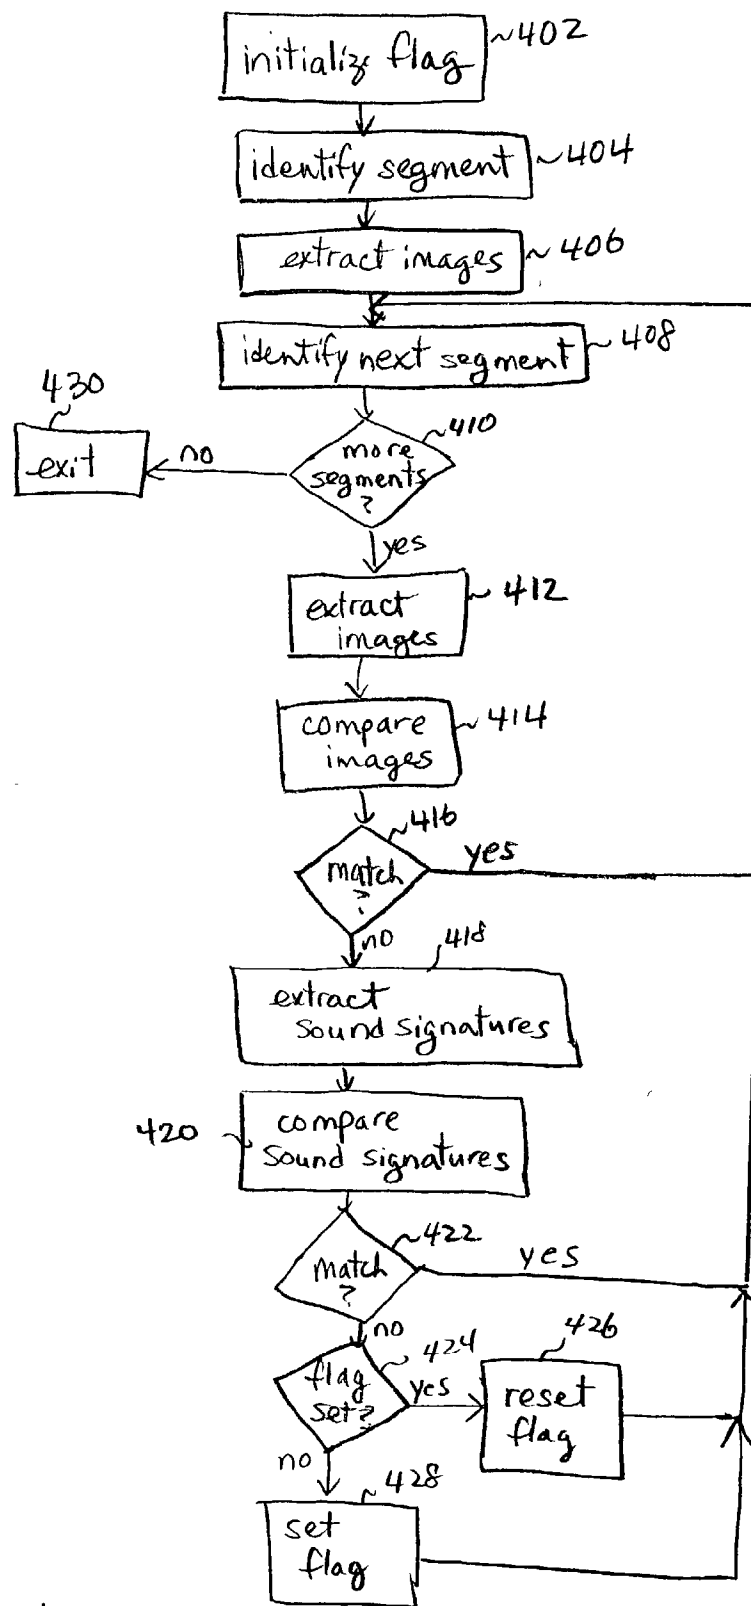 initialize flag
402
identify segment
404
extract images
406
identify next segment
408
430
exit
no
more
segments
?
410
yes
extract
images
412
compare
images
414
match
?
416
yes
no
418
extract
sound signatures
420
compare
sound signatures
match
?
422
yes
no
424
flag
set?
yes
426
reset
flag
no
428
set
flag